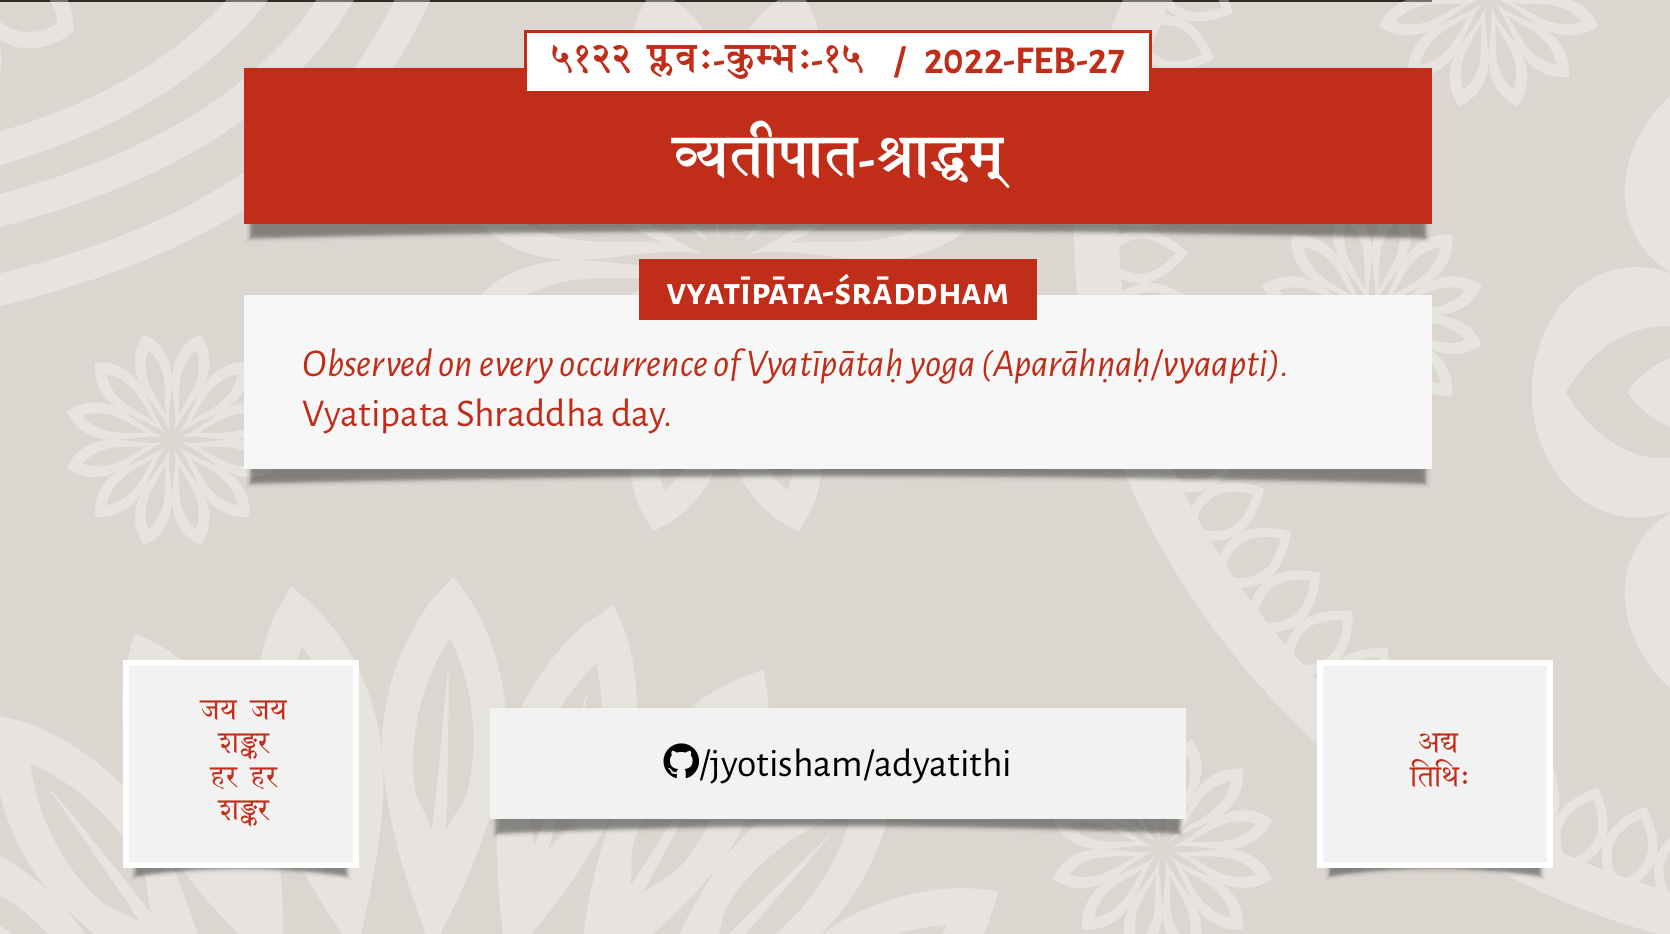 ५१२२ प्लवः-कुम्भः-१५ / 2022-FEB-27
व्यतीपात-श्राद्धम्
VYATĪPĀTA-ŚRĀDDHAM
Observed on every occurrence of Vyatīpātaḥ yoga (Aparāhṇaḥ/vyaapti).
Vyatipata Shraddha day.
जय जय
शङ्कर
हर हर
शङ्कर
/jyotisham/adyatithi
अद्य
तिथिः